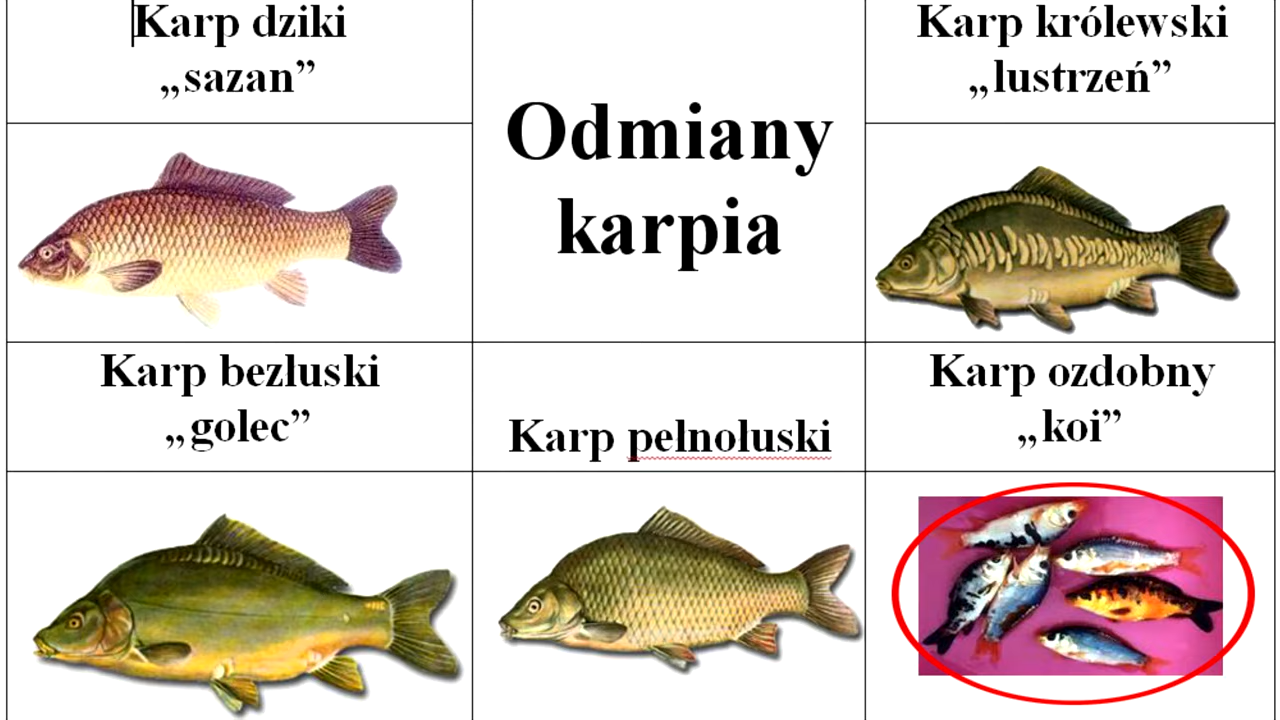 Karp dziki
„sazan”
Odmiany
karpia
Karp królewski
„lustrzeń”
Karp bezłuski
„golec”
Karp pełnołuski
Karp ozdobny
„koi”